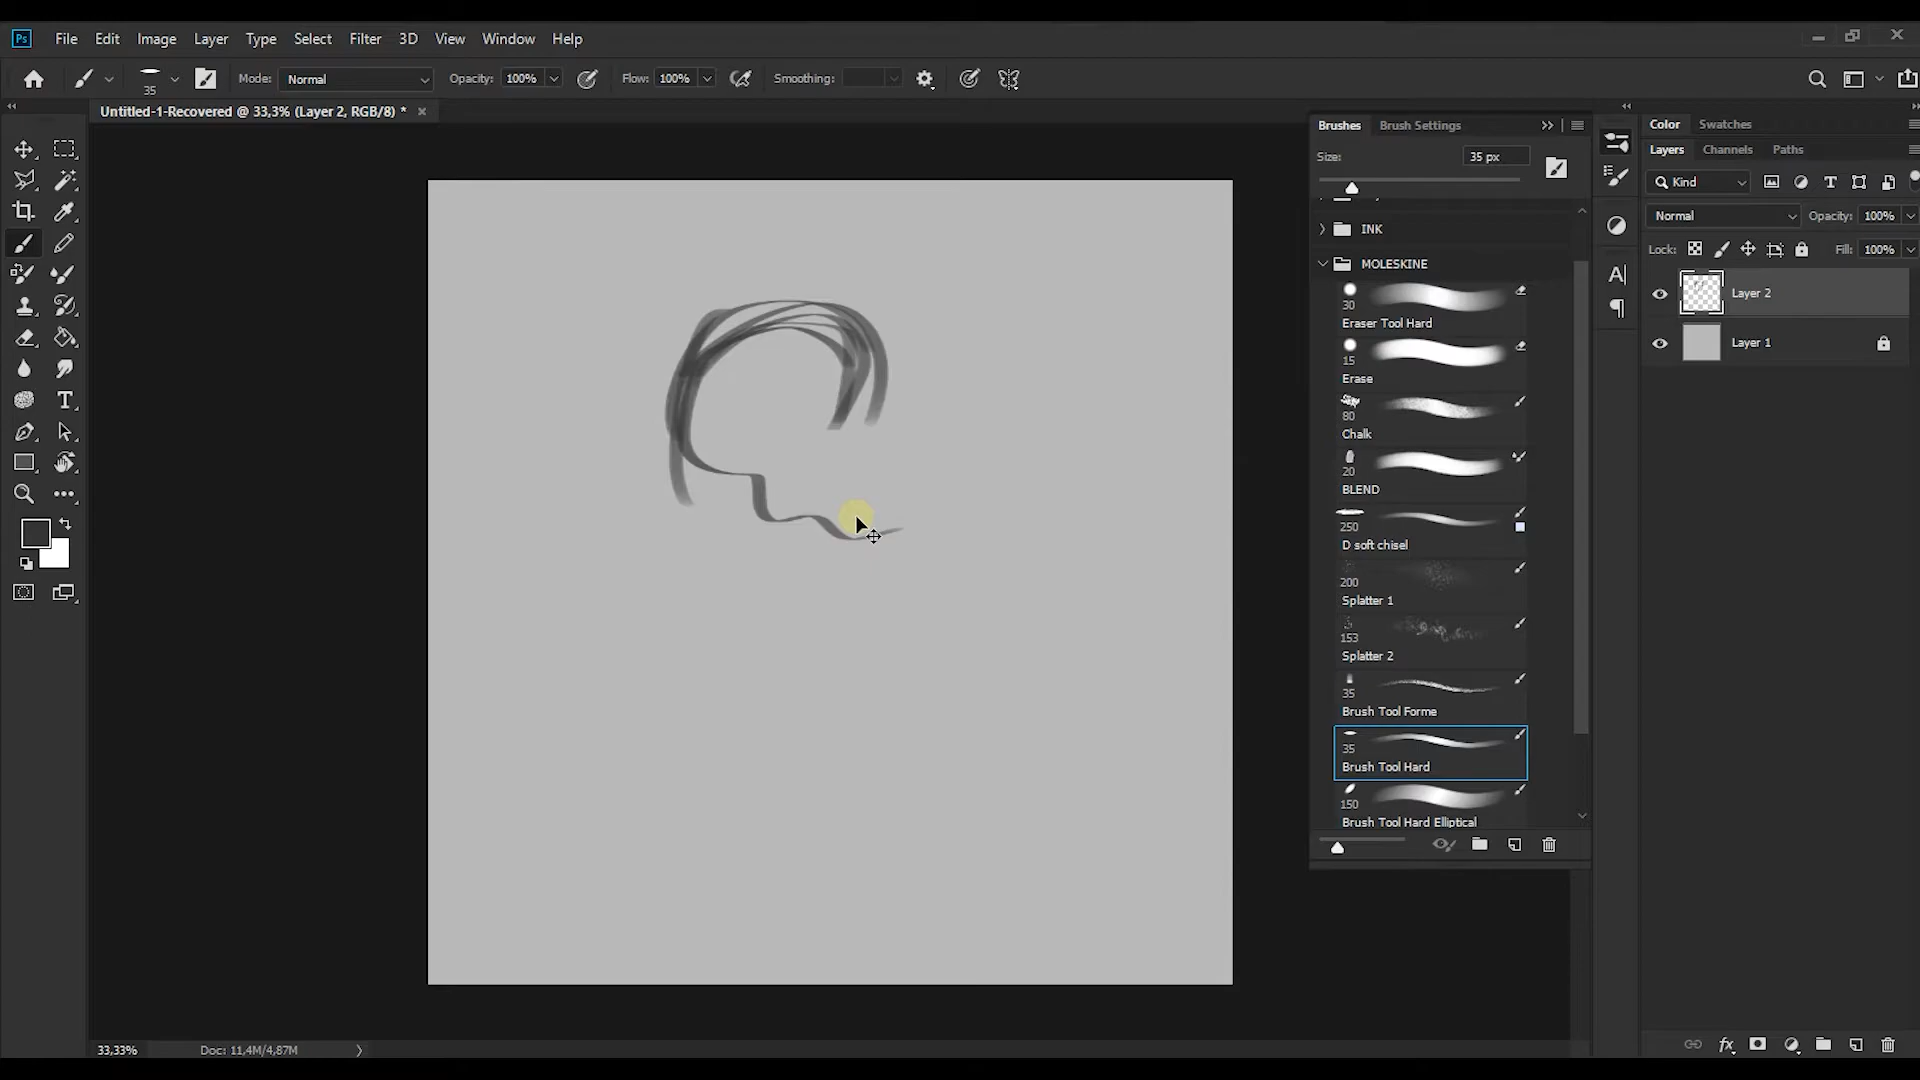 Ps File Edit Image Layer Type Select Filter 3D View Window Help
35 Mode: Normal Opacity: 100% Flow: 100% Smoothing:
Untitled-1-Recovered @ 33,3% (Layer 2, RGB/8) *
Brushes Brush Settings
Size: 35 px
INK
MOLESKINE
30
Eraser Tool Hard
15
Erase
80
Chalk
20
BLEND
250
D soft chisel
200
Splatter 1
153
Splatter 2
35
Brush Tool Forme
35
Brush Tool Hard
150
Brush Tool Hard Elliptical
Color Swatches
Layers Channels Paths
Kind
Normal Opacity: 100%
Lock: Fill: 100%
Layer 2
Layer 1
33,33% Doc: 11,4M/4,87M